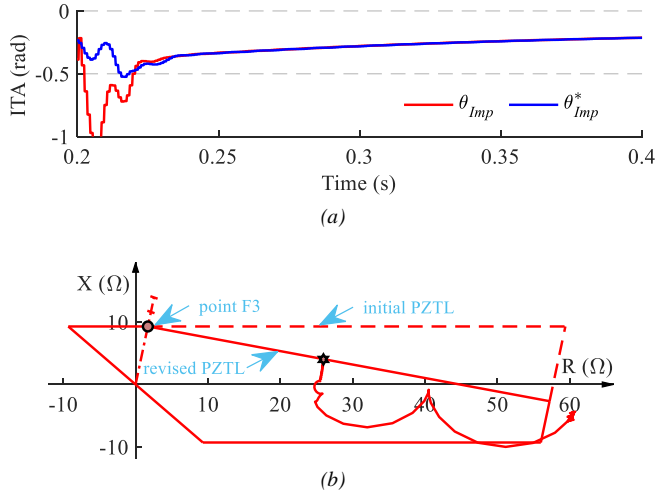 0
-0.5
-1
ITA (rad)
θImp θ*Imp
0.2 0.25 0.3 0.35 0.4
Time (s)
(a)
X (Ω)
point F3
initial PZTL
10
revised PZTL
R (Ω)
-10 0 10 20 30 40 50 60
-10
(b)